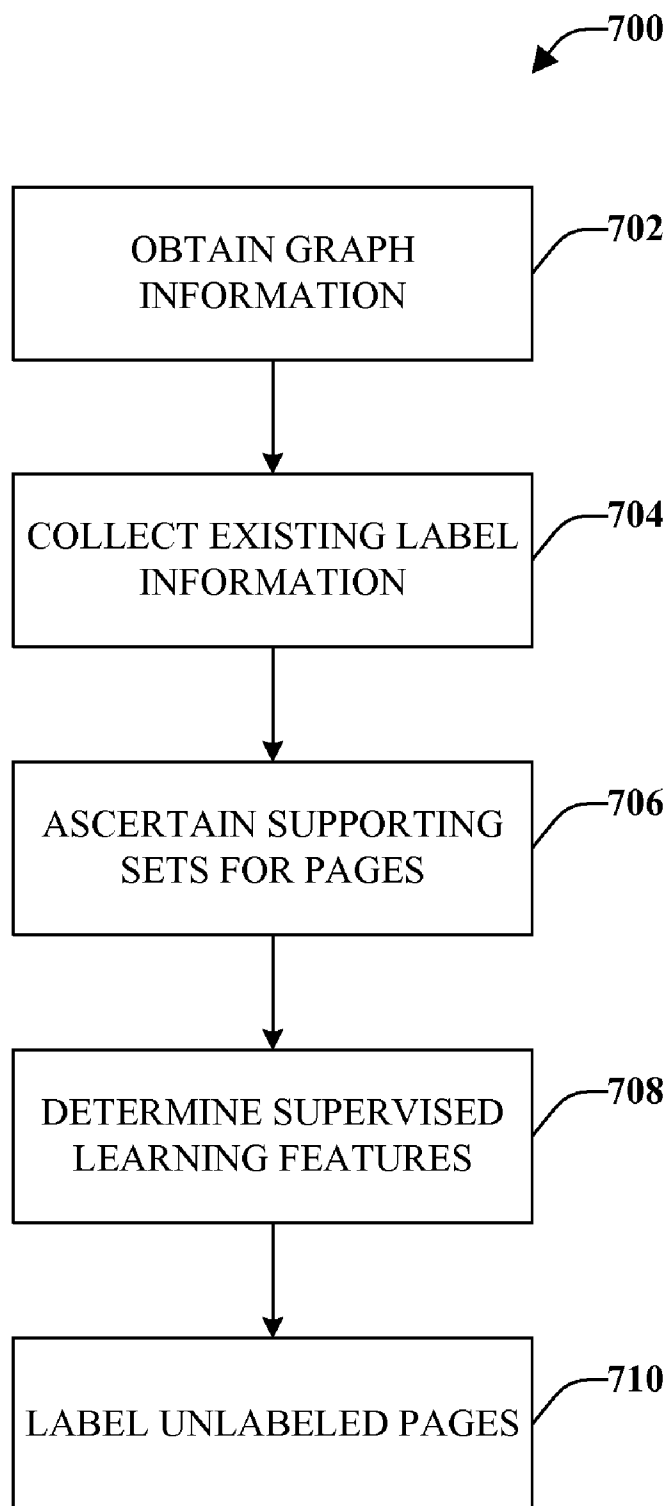 700
OBTAIN GRAPH
INFORMATION
702
COLLECT EXISTING LABEL
INFORMATION
704
ASCERTAIN SUPPORTING
SETS FOR PAGES
706
DETERMINE SUPERVISED
LEARNING FEATURES
708
LABEL UNLABELED PAGES
710